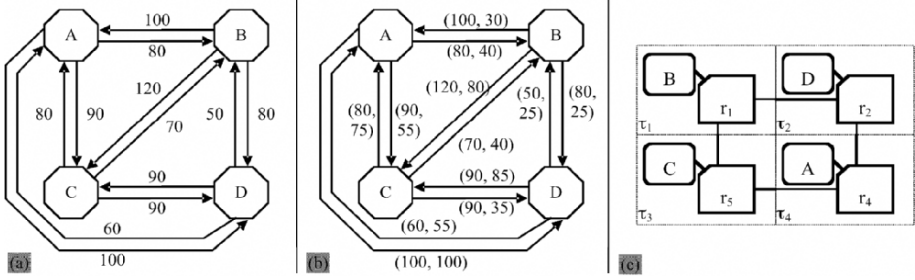 100
A
B
80
120
80
90
50
80
70
90
C
D
90
60
100
(a)
(100, 30)
A
B
(80, 40)
(120, 80)
(80,
75)
(90,
55)
(50,
25)
(80,
25)
(70, 40)
(90, 85)
C
D
(90, 35)
(60, 55)
(100, 100)
(b)
B
D
r1
r2
τ1
τ2
C
A
r5
r4
τ3
τ4
(c)